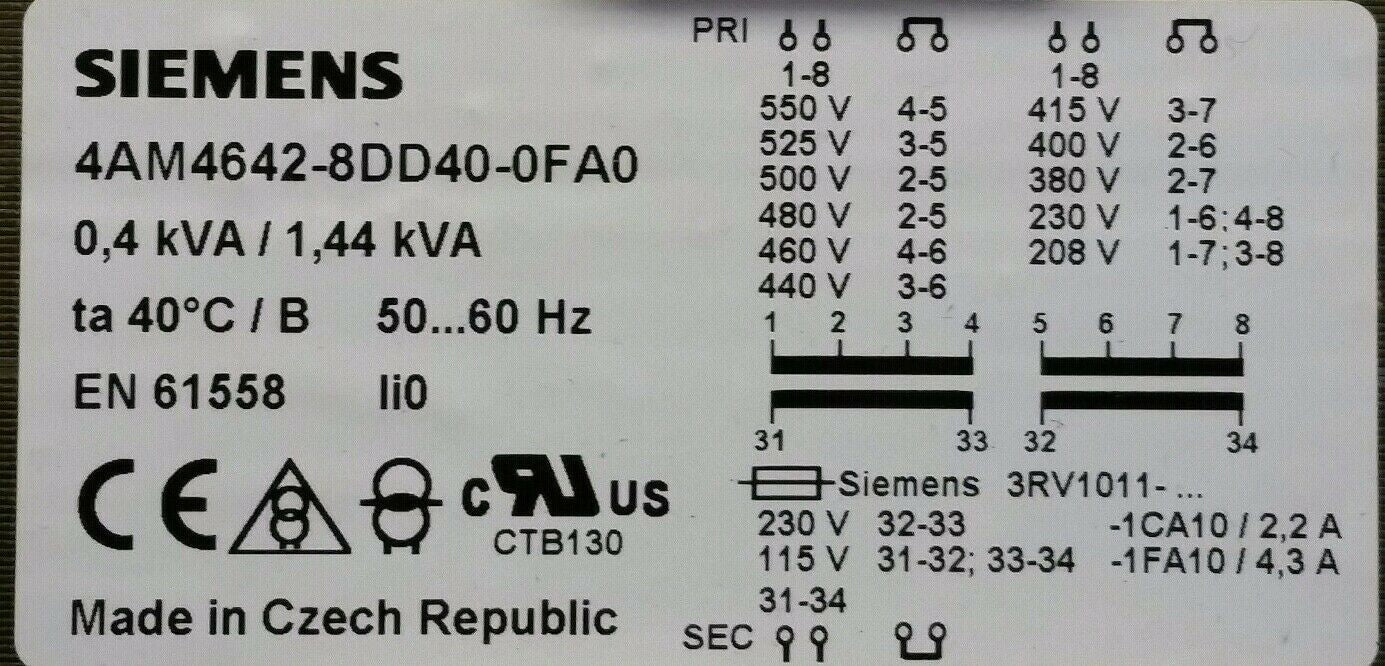 SIEMENS
4AM4642-8DD40-0FA0
0,4 kVA / 1,44 kVA
ta 40°C / B 50...60 Hz
EN 61558 Ii0
CE
C RU US
CTB130
Made in Czech Republic
PRI
1-8 1-8
550 V 4-5 415 V 3-7
525 V 3-5 400 V 2-6
500 V 2-5 380 V 2-7
480 V 2-5 230 V 1-6; 4-8
460 V 4-6 208 V 1-7; 3-8
440 V 3-6
1 2 3 4 5 6 7 8
31 33 32 34
Siemens 3RV1011- ...
230 V 32-33 -1CA10 / 2,2 A
115 V 31-32; 33-34 -1FA10 / 4,3 A
31-34
SEC